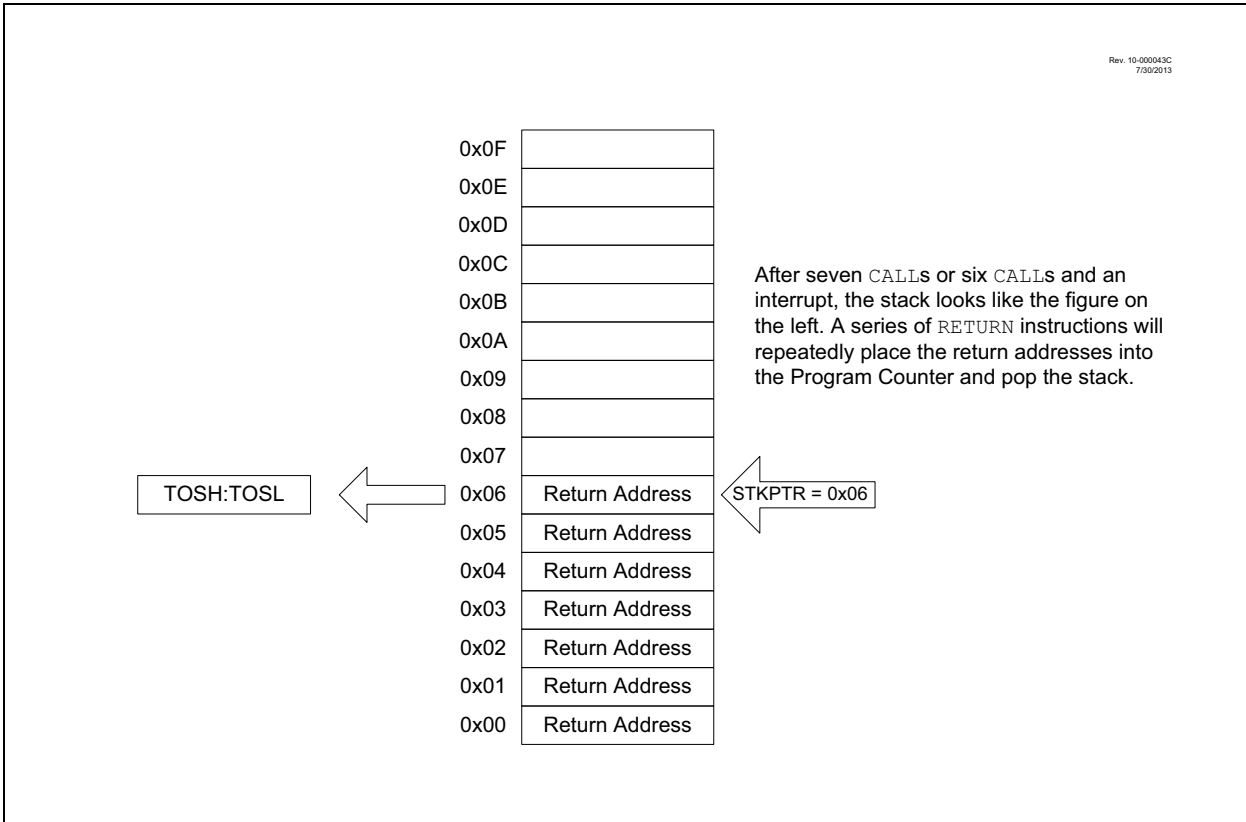 Rev. 10-000043C
7/30/2013
0x0F
0x0E
0x0D
0x0C
0x0B
0x0A
0x09
0x08
0x07
After seven CALLs or six CALLs and an
interrupt, the stack looks like the figure on
the left. A series of RETURN instructions will
repeatedly place the return addresses into
the Program Counter and pop the stack.
TOSH:TOSL 0x06 Return Address STKPTR = 0x06
0x05 Return Address
0x04 Return Address
0x03 Return Address
0x02 Return Address
0x01 Return Address
0x00 Return Address